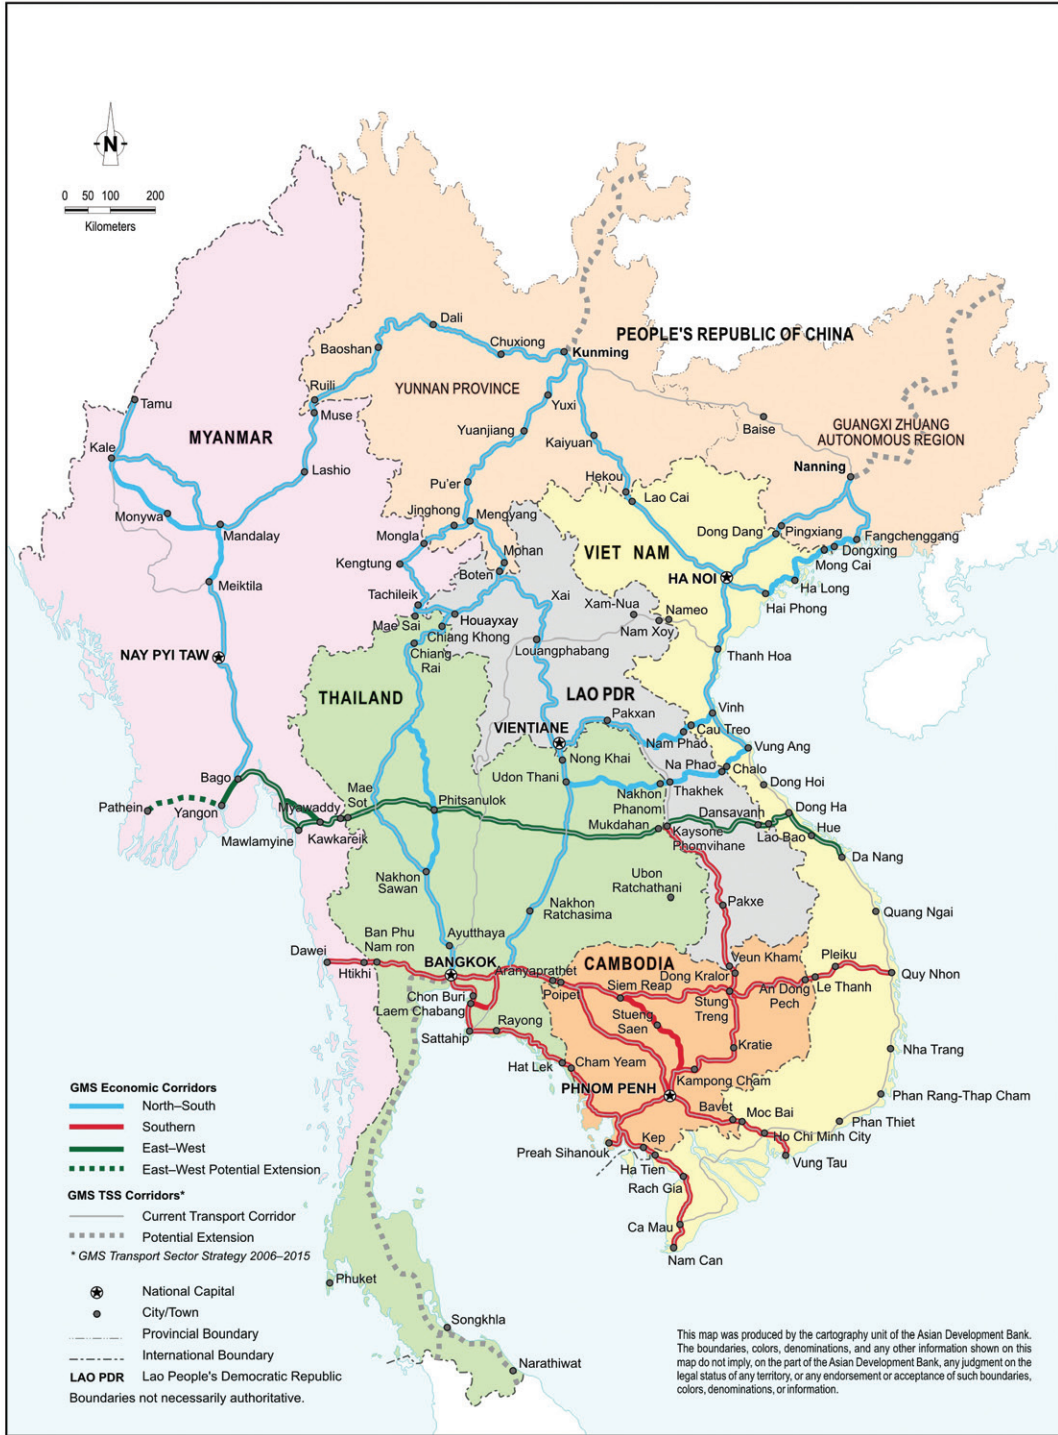 N
0 50 100 200
Kilometers
Dali
Chuxiong
Kunming
PEOPLE'S REPUBLIC OF CHINA
Baoshan
YUNNAN PROVINCE
Ruili
Muse
Tamu
Yuxi
Yuanjiang
Kaiyuan
Baise
GUANGXI ZHUANG
AUTONOMOUS REGION
MYANMAR
Kale
Lashio
Nanning
Pu'er
Hekou
Lao Cai
Monywa
Mandalay
Jinghong
Mengyang
Mongla
Mohan
Dong Dang
Pingxiang
Fangchenggang
Dongxing
Mong Cai
VIET NAM
Kengtung
Boten
Meiktila
HA NOI
Ha Long
Hai Phong
Tachileik
Xai
Xam-Nua
Nameo
Mae Sai
Houayxay
Chiang Khong
Nam Xoy
Chiang
Rai
Louangphabang
Thanh Hoa
NAY PYI TAW
THAILAND
LAO PDR
Pakxan
Vinh
VIENTIANE
Cau Treo
Nam Phao
Vung Ang
Nong Khai
Na Phao
Chalo
Udon Thani
Dong Hoi
Bago
Mae
Sot
Nakhon
Phanom
Thakhek
Pathein
Yangon
Myawaddy
Phitsanulok
Dansavanh
Dong Ha
Mawlamyine
Kawkareik
Mukdahan
Kaysone
Phomvihane
Lao Bao
Hue
Da Nang
Nakhon
Sawan
Ubon
Ratchathani
Pakxe
Nakhon
Ratchasima
Quang Ngai
Ban Phu
Nam ron
Ayutthaya
Dawei
Htikhi
BANGKOK
Aranyaprathet
CAMBODIA
Veun Kham
Pleiku
Dong Kralor
Poipet
Siem Reap
An Dong
Pech
Le Thanh
Quy Nhon
Chon Buri
Laem Chabang
Stueng
Saen
Stung
Treng
Sattahip
Rayong
Kratie
Nha Trang
Hat Lek
Cham Yeam
PHNOM PENH
Kampong Cham
Phan Rang-Thap Cham
Bavet
Moc Bai
Phan Thiet
Ho Chi Minh City
Preah Sihanouk
Kep
Vung Tau
Ha Tien
Rach Gia
Ca Mau
Nam Can
Phuket
Songkhla
Narathiwat
GMS Economic Corridors
North–South
Southern
East–West
East–West Potential Extension
GMS TSS Corridors*
Current Transport Corridor
Potential Extension
* GMS Transport Sector Strategy 2006–2015
National Capital
City/Town
Provincial Boundary
International Boundary
LAO PDR Lao People's Democratic Republic
Boundaries not necessarily authoritative.
This map was produced by the cartography unit of the Asian Development Bank.
The boundaries, colors, denominations, and any other information shown on this
map do not imply, on the part of the Asian Development Bank, any judgment on the
legal status of any territory, or any endorsement or acceptance of such boundaries,
colors, denominations, or information.